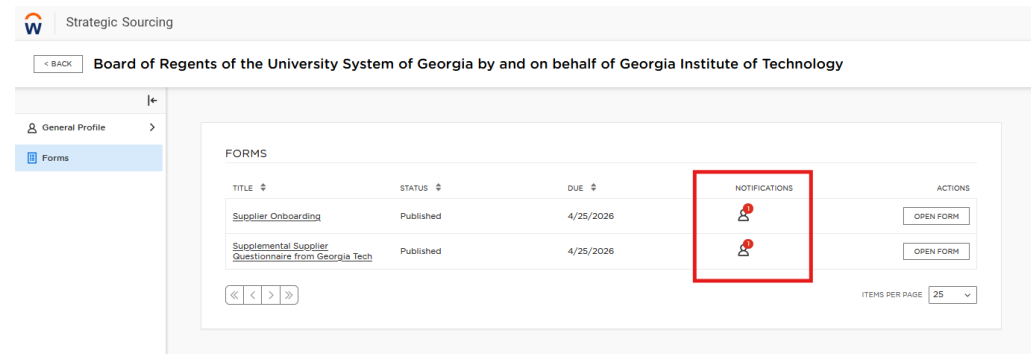 w Strategic Sourcing
< BACK Board of Regents of the University System of Georgia by and on behalf of Georgia Institute of Technology
General Profile
Forms
FORMS
TITLE STATUS DUE NOTIFICATIONS ACTIONS
Supplier Onboarding Published 4/25/2026 1 OPEN FORM
Supplemental Supplier
Questionnaire from Georgia Tech Published 4/25/2026 1 OPEN FORM
ITEMS PER PAGE 25